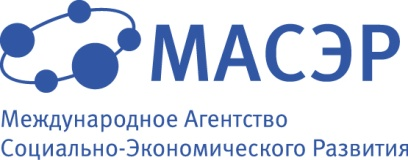 МАСЭР
Международное Агентство
Социально-Экономического Развития